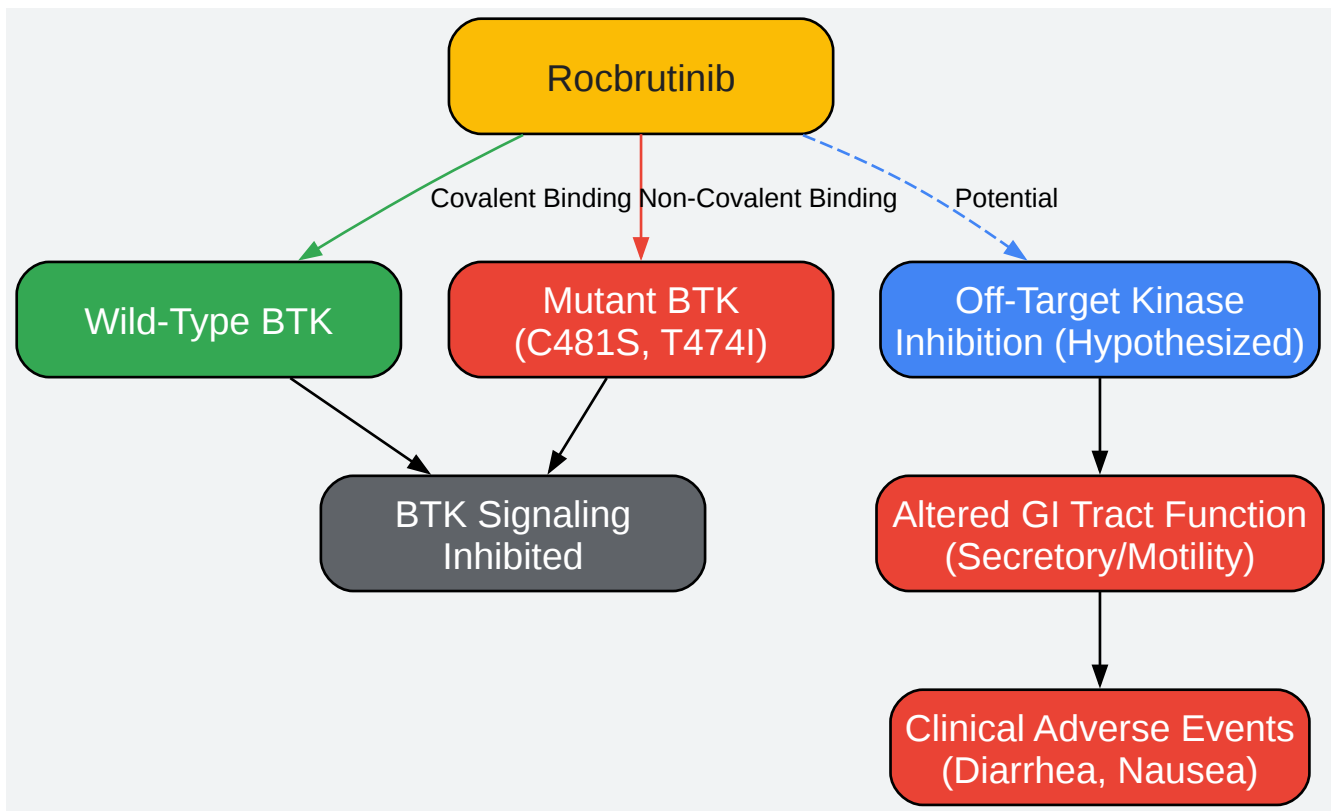 Rocbrutinib
Covalent Binding
Non-Covalent Binding
Potential
Wild-Type BTK
Mutant BTK
(C481S, T474I)
Off-Target Kinase
Inhibition (Hypothesized)
BTK Signaling
Inhibited
Altered GI Tract Function
(Secretory/Motility)
Clinical Adverse Events
(Diarrhea, Nausea)